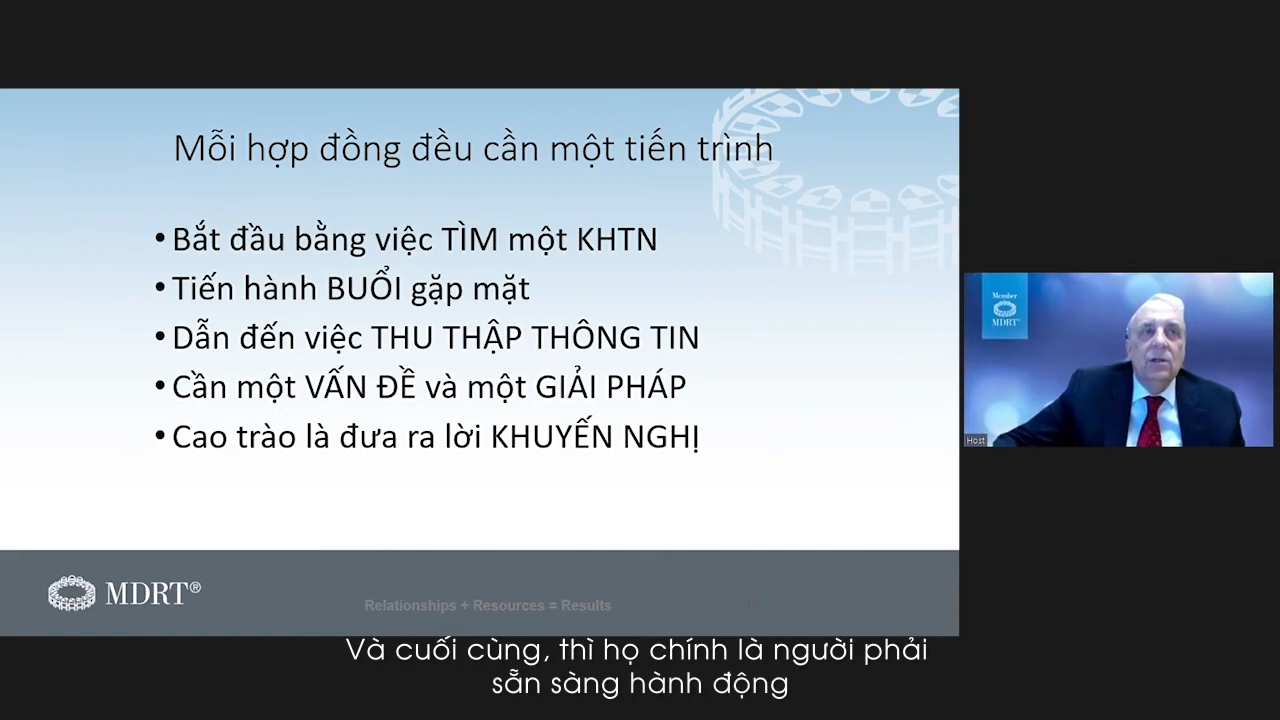 Mỗi hợp đồng đều cần một tiến trình
• Bắt đầu bằng việc TÌM một KHTN
• Tiến hành BUỔI gặp mặt
• Dẫn đến việc THU THẬP THÔNG TIN
• Cần một VẤN ĐỀ và một GIẢI PHÁP
• Cao trào là đưa ra lời KHUYẾN NGHỊ
Member
MDRT
Host
MDRT®
Relationships + Resources = Results
Và cuối cùng, thì họ chính là người phải
sẵn sàng hành động